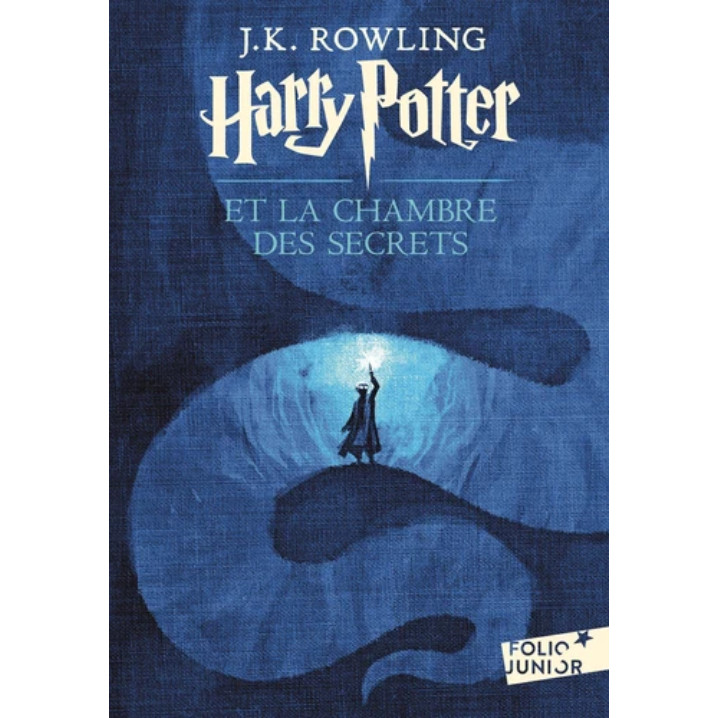 J.K. ROWLING
Harry Potter
ET LA CHAMBRE
DES SECRETS
FOLIO
JUNIOR